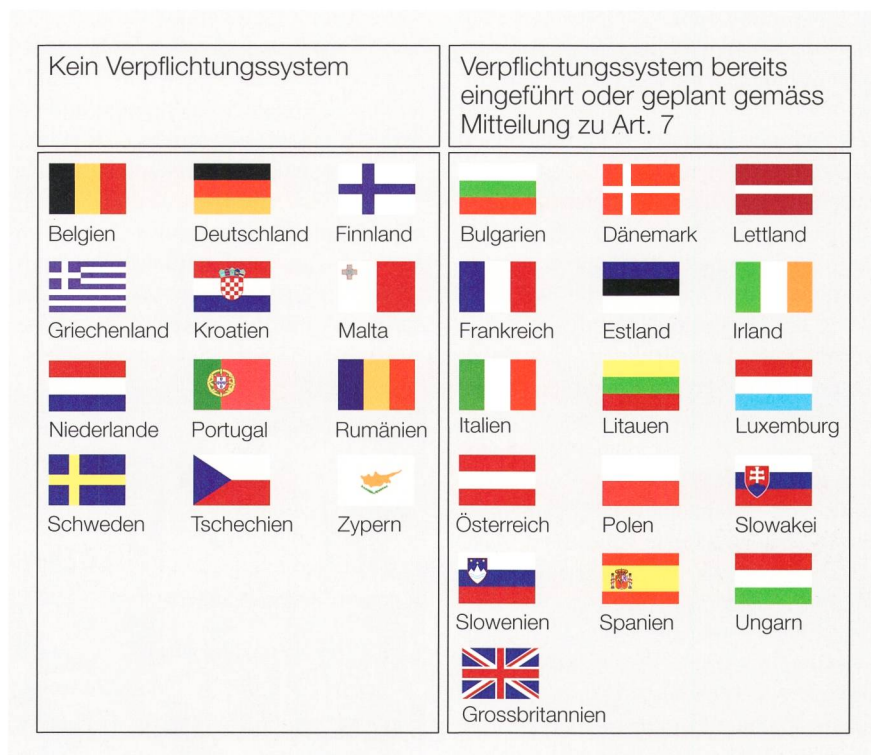 Kein Verpflichtungssystem
Verpflichtungssystem bereits
eingeführt oder geplant gemäss
Mitteilung zu Art. 7
Belgien Deutschland Finnland
Griechenland Kroatien Malta
Niederlande Portugal Rumänien
Schweden Tschechien Zypern
Bulgarien Dänemark Lettland
Frankreich Estland Irland
Italien Litauen Luxemburg
Österreich Polen Slowakei
Slowenien Spanien Ungarn
Grossbritannien